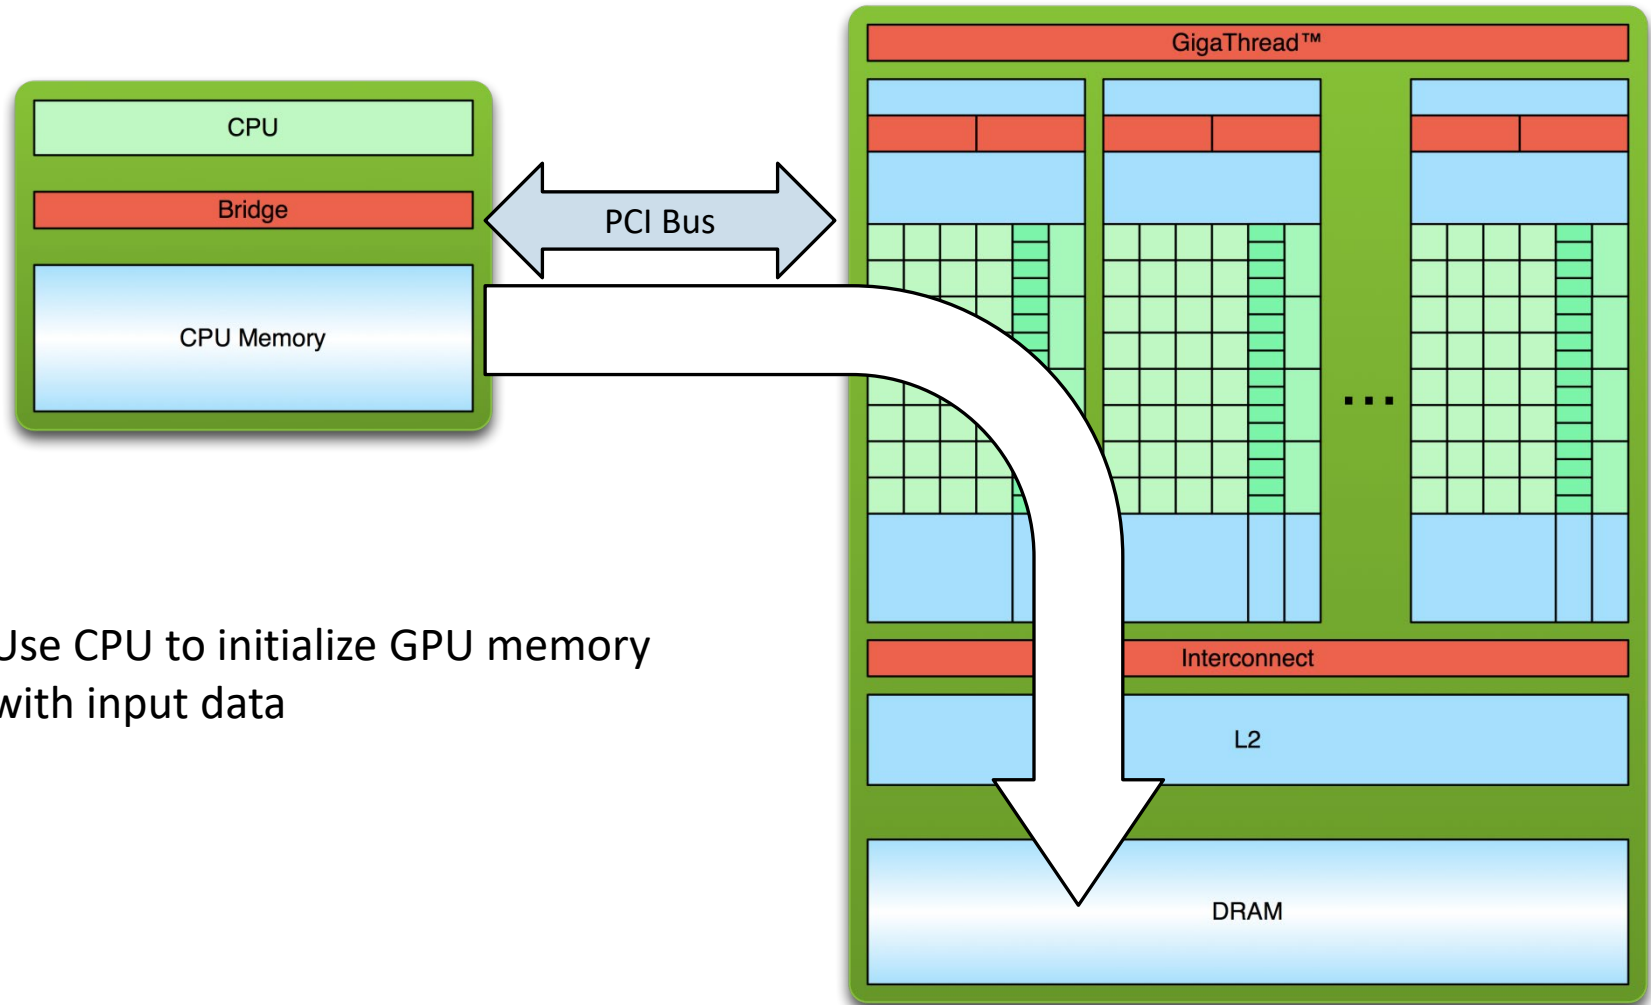 GigaThread™
CPU
Bridge
PCI Bus
CPU Memory
...
Use CPU to initialize GPU memory
with input data
Interconnect
L2
DRAM